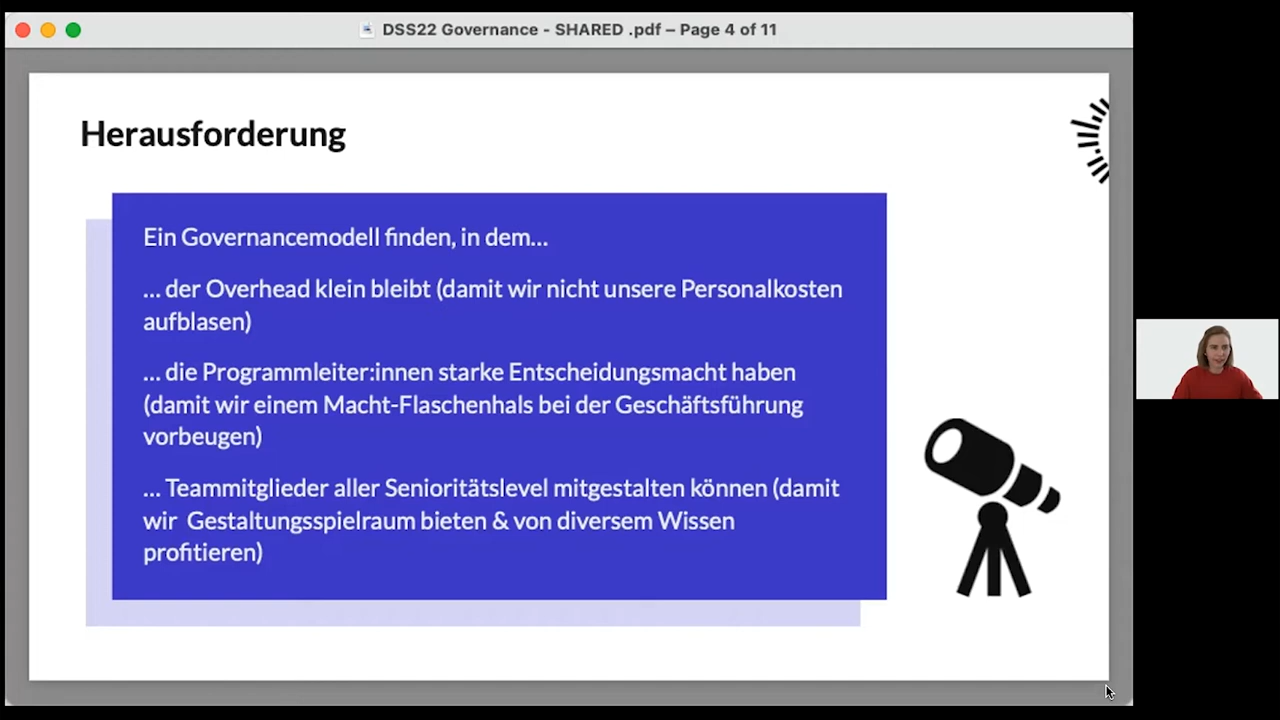 DSS22 Governance - SHARED .pdf – Page 4 of 11
Herausforderung
Ein Governancemodell finden, in dem...
... der Overhead klein bleibt (damit wir nicht unsere Personalkosten
aufblasen)
... die Programmleiter:innen starke Entscheidungsmacht haben
(damit wir einem Macht-Flaschenhals bei der Geschäftsführung
vorbeugen)
... Teammitglieder aller Senioritätslevel mitgestalten können (damit
wir  Gestaltungsspielraum bieten & von diversem Wissen
profitieren)